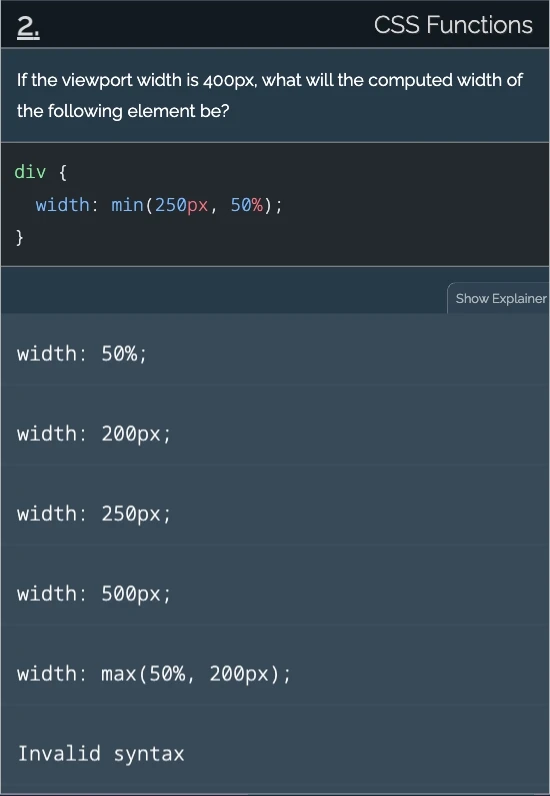 2.
CSS Functions
If the viewport width is 400px, what will the computed width of
the following element be?
div {
width: min(250px, 50%);
}
Show Explainer
width: 50%;
width: 200px;
width: 250px;
width: 500px;
width: max(50%, 200px);
Invalid syntax